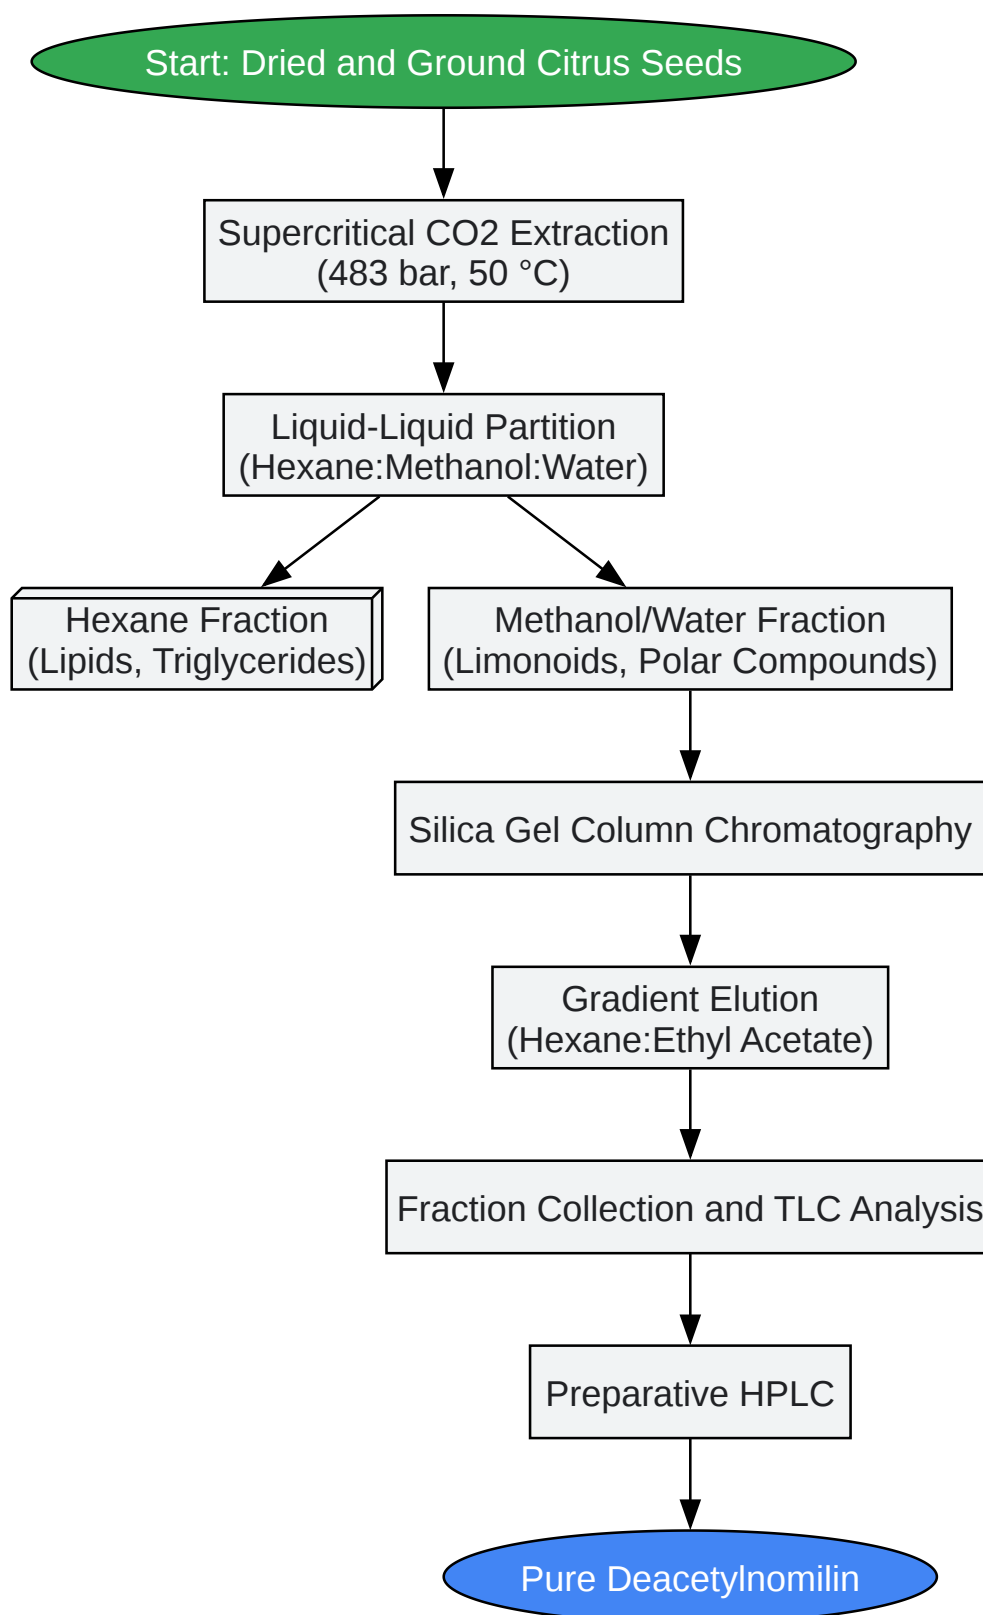 Start: Dried and Ground Citrus Seeds
Supercritical CO2 Extraction
(483 bar, 50 °C)
Liquid-Liquid Partition
(Hexane:Methanol:Water)
Hexane Fraction
(Lipids, Triglycerides)
Methanol/Water Fraction
(Limonoids, Polar Compounds)
Silica Gel Column Chromatography
Gradient Elution
(Hexane:Ethyl Acetate)
Fraction Collection and TLC Analysis
Preparative HPLC
Pure Deacetylnomilin